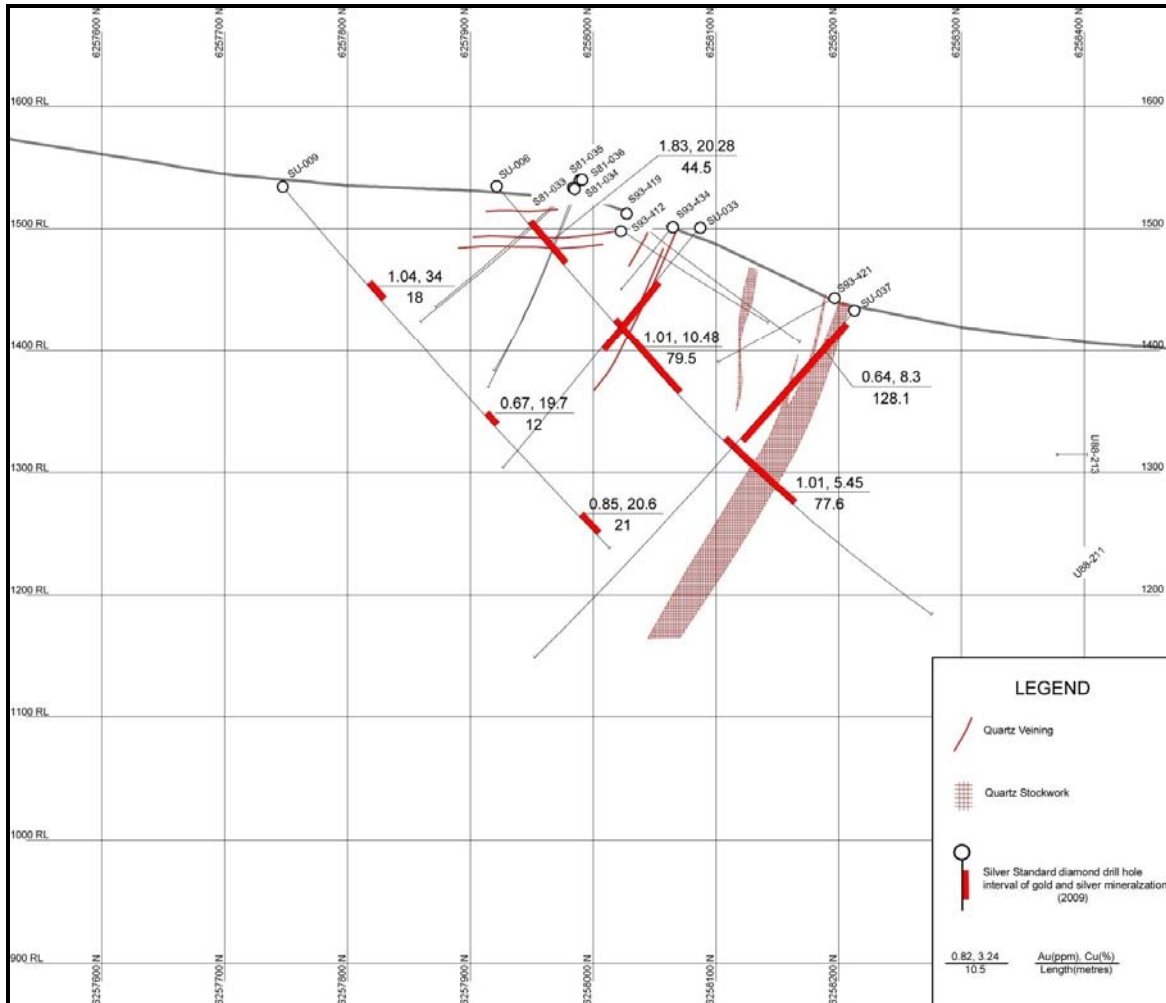 6257600 N
6257700 N
6257800 N
6257900 N
6258000 N
6258100 N
6258200 N
6258300 N
6258400 N
1600 RL
1600
SU-009
SU-006
S81-033
S81-035
S81-036
S81-034
S93-419
S93-412
S93-434
SU-033
1.83, 20.28
44.5
1500 RL
1500
S93-421
SU-037
1.04, 34
18
1.01, 10.48
79.5
1400 RL
1400
0.64, 8.3
128.1
0.67, 19.7
12
U88-213
1300 RL
1300
1.01, 5.45
77.6
0.85, 20.6
21
U88-211
1200 RL
1200
1100 RL
1000 RL
900 RL
6257600 N
6257700 N
6257800 N
6257900 N
6258000 N
6258100 N
6258200 N
LEGEND
Quartz Veining
Quartz Stockwork
Silver Standard diamond drill hole
interval of gold and silver mineralzation
(2009)
0.82, 3.24
10.5
Au(ppm), Cu(%)
Length(metres)